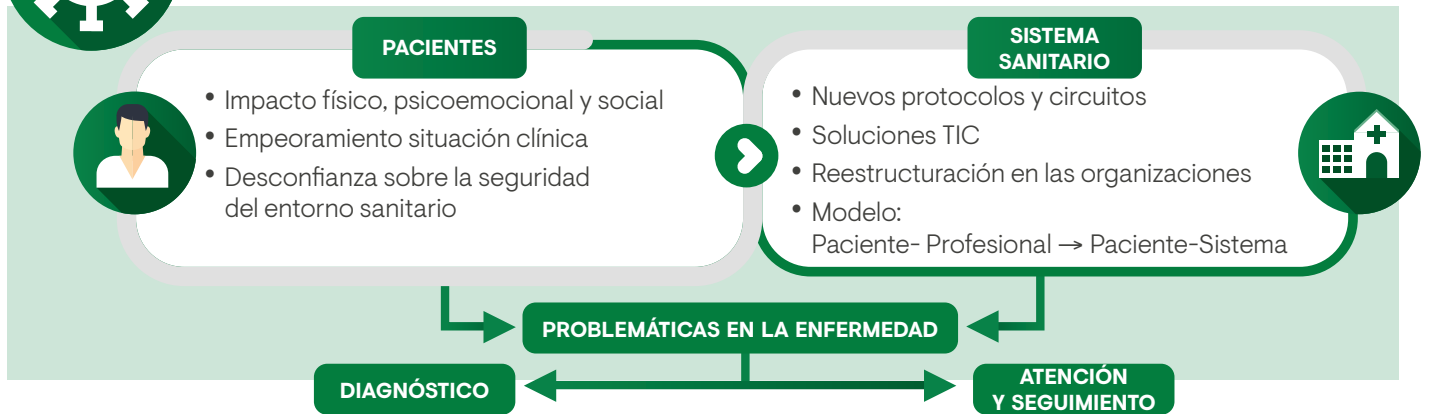 PACIENTES
• Impacto físico, psicoemocional y social
• Empeoramiento situación clínica
• Desconfianza sobre la seguridad
del entorno sanitario
SISTEMA
SANITARIO
• Nuevos protocolos y circuitos
• Soluciones TIC
• Reestructuración en las organizaciones
• Modelo:
Paciente- Profesional → Paciente-Sistema
PROBLEMÁTICAS EN LA ENFERMEDAD
DIAGNÓSTICO
ATENCIÓN
Y SEGUIMIENTO